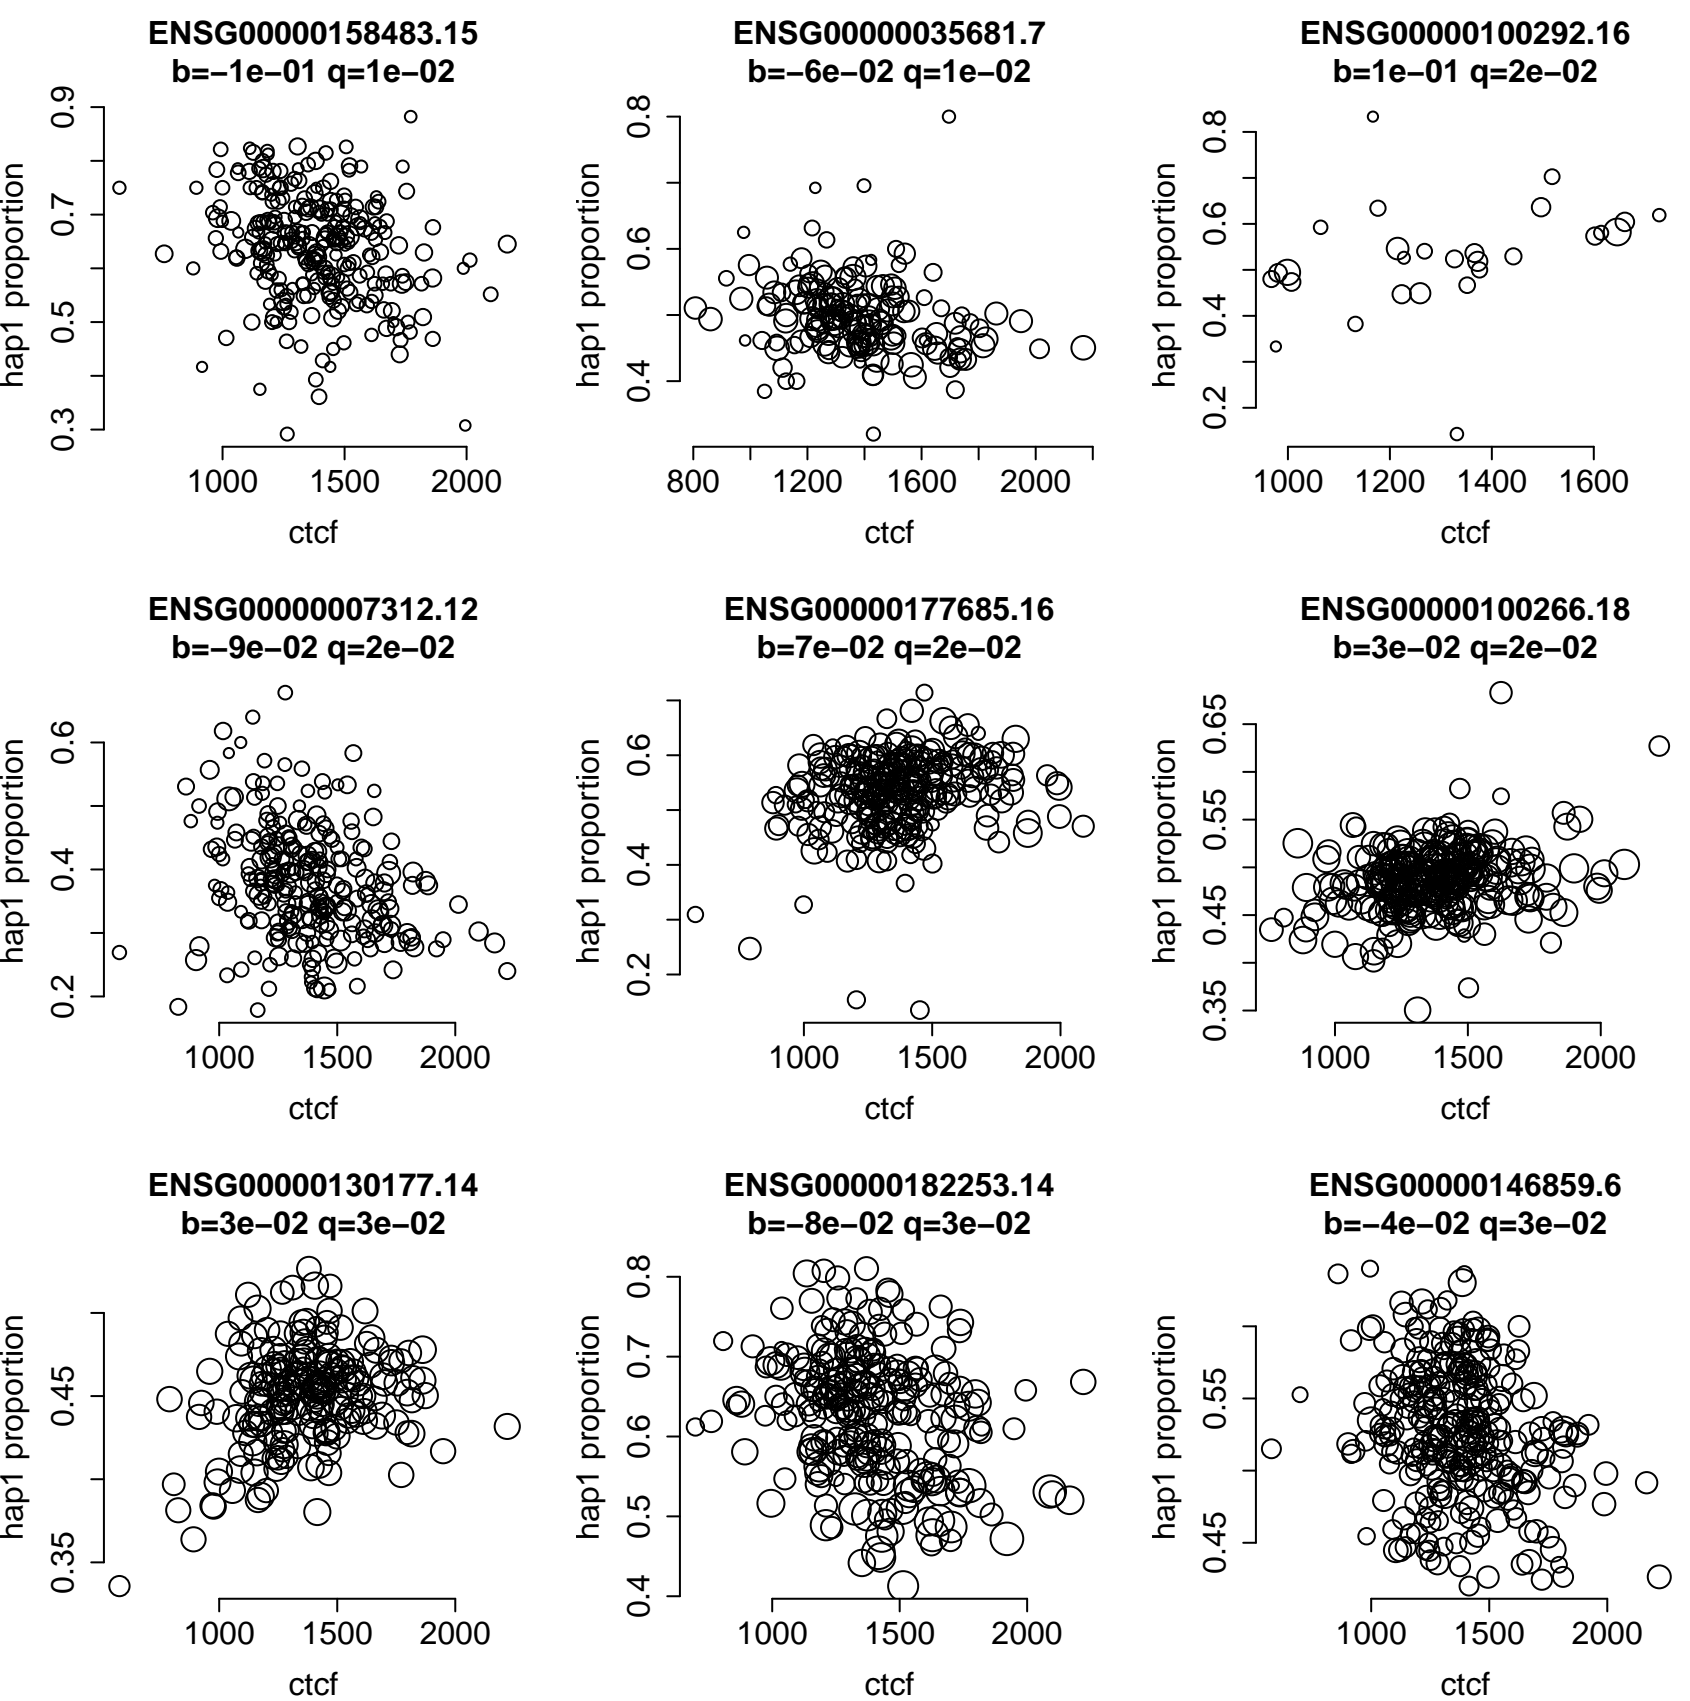 ENSG00000158483.15
b=−1e−01 q=1e−02
hap1 proportion
0.3 0.5 0.7 0.9
1000 1500 2000
ctcf
ENSG00000035681.7
b=−6e−02 q=1e−02
hap1 proportion
0.4 0.6 0.8
800 1200 1600 2000
ctcf
ENSG00000100292.16
b=1e−01 q=2e−02
hap1 proportion
0.2 0.4 0.6 0.8
1000 1200 1400 1600
ctcf
ENSG00000007312.12
b=−9e−02 q=2e−02
hap1 proportion
0.2 0.4 0.6
1000 1500 2000
ctcf
ENSG00000177685.16
b=7e−02 q=2e−02
hap1 proportion
0.2 0.4 0.6
1000 1500 2000
ctcf
ENSG00000100266.18
b=3e−02 q=2e−02
hap1 proportion
0.35 0.45 0.55 0.65
1000 1500 2000
ctcf
ENSG00000130177.14
b=3e−02 q=3e−02
hap1 proportion
0.35 0.45
1000 1500 2000
ctcf
ENSG00000182253.14
b=−8e−02 q=3e−02
hap1 proportion
0.4 0.5 0.6 0.7 0.8
1000 1500 2000
ctcf
ENSG00000146859.6
b=−4e−02 q=3e−02
hap1 proportion
0.45 0.55
1000 1500 2000
ctcf